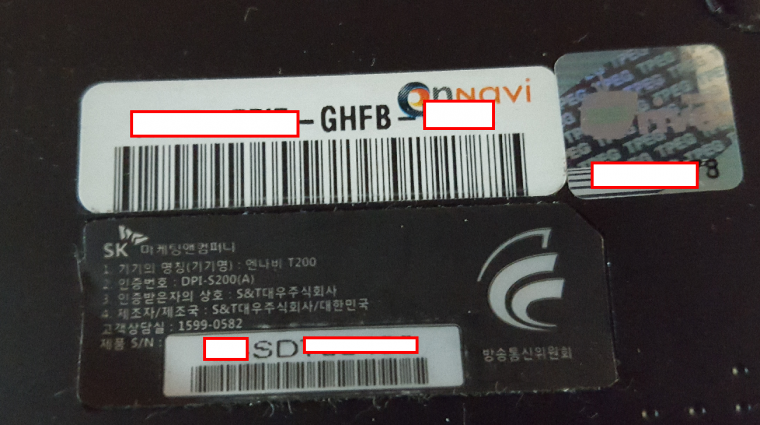 OnNavi
-GHFB-
TPEG
8
SK 마케팅앤컴퍼니
1. 기기의 명칭(기기명) : 엔나비 T200
2. 인증번호 : DPI-S200(A)
3. 인증받은자의 상호 : S&T대우주식회사
4. 제조자/제조국 : S&T대우주식회사/대한민국
고객상담실 : 1599-0582
제품 S/N :
SD
방송통신위원회